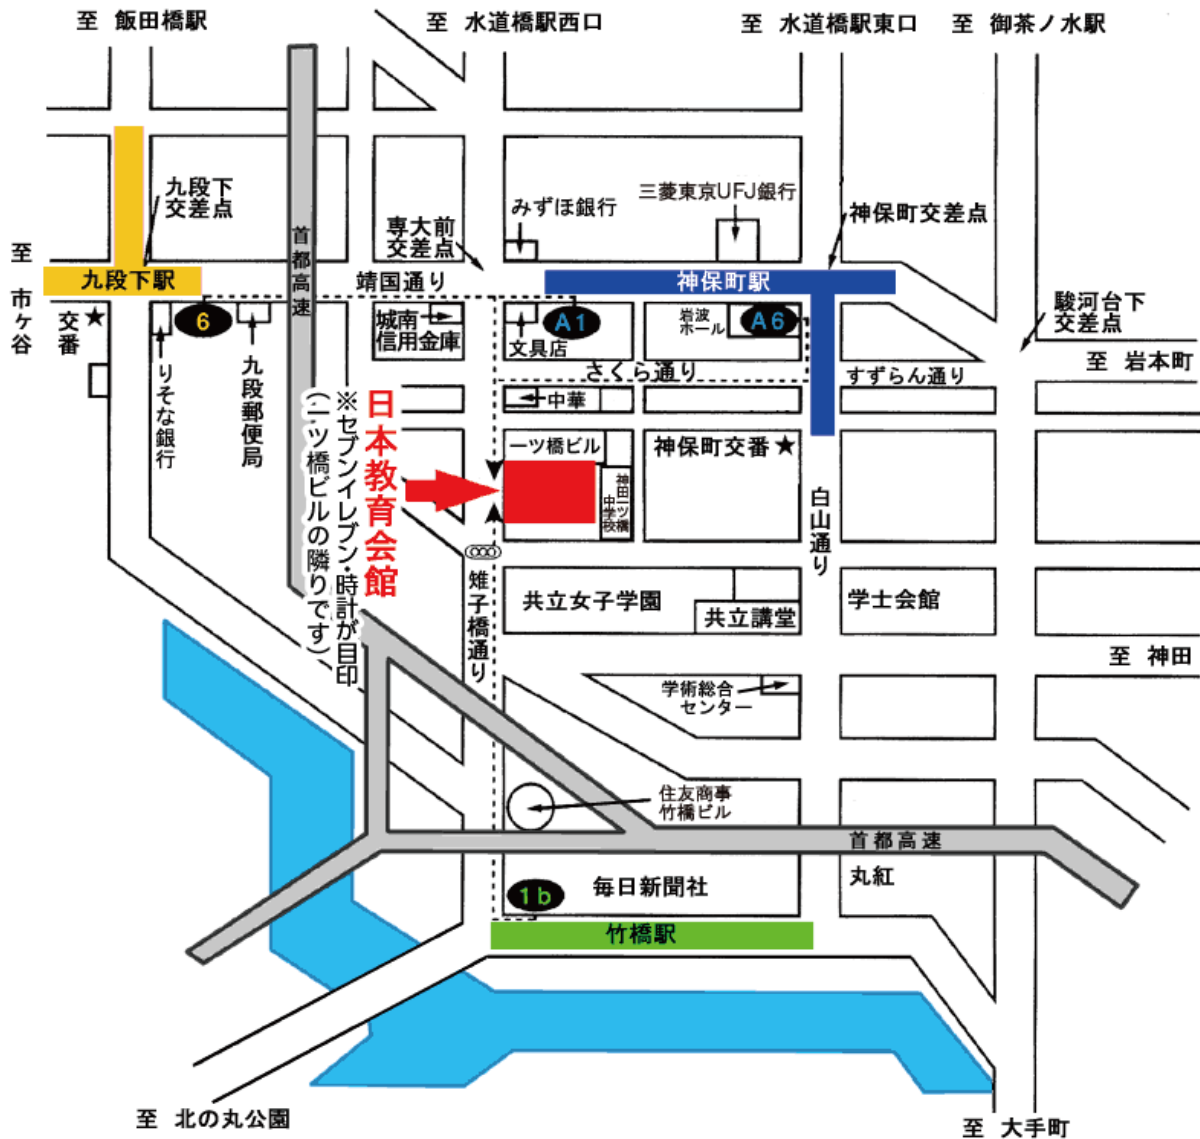 至 飯田橋駅
至 水道橋駅西口
至 水道橋駅東口
至 御茶ノ水駅
九段下
交差点
首都高速
専大前
交差点
みずほ銀行
三菱東京UFJ銀行
神保町交差点
至 市ヶ谷
九段下駅
靖国通り
神保町駅
駿河台下
交差点
交番★
6
九段郵便局
りそな銀行
城南
信用金庫
文具店
A1
岩波
ホール
A6
至 岩本町
さくら通り
すずらん通り
中華
日本教育会館
※セブンイレブン・時計が目印
(一ツ橋ビルの隣りです)
一ツ橋ビル
神田一ツ橋
中学校
神保町交番★
白山通り
雉子橋通り
共立女子学園
共立講堂
学士会館
至 神田
学術総合
センター
住友商事
竹橋ビル
首都高速
丸紅
毎日新聞社
1b
竹橋駅
至 北の丸公園
至 大手町